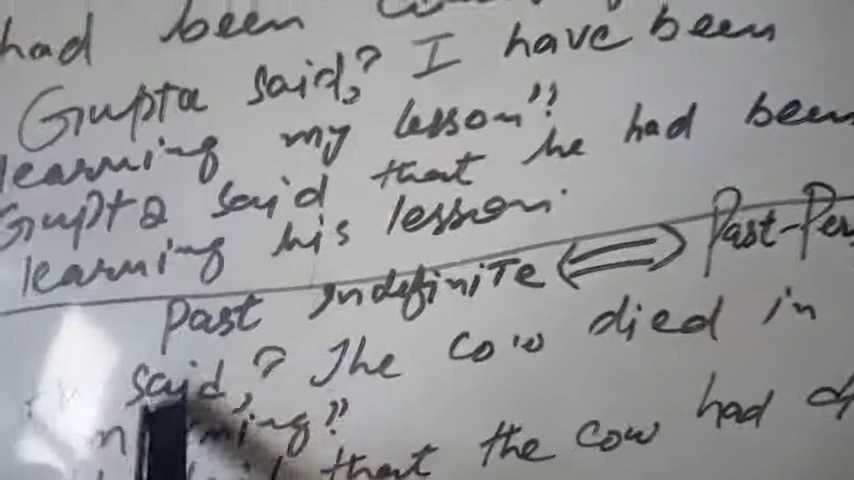 had been
Gupta said,? I have been
learning my lesson"?
Gupta said that he had been
learning his lesson.
Past Indefinite ⟺ Past-Per
said,? The cow died in
that the cow had d